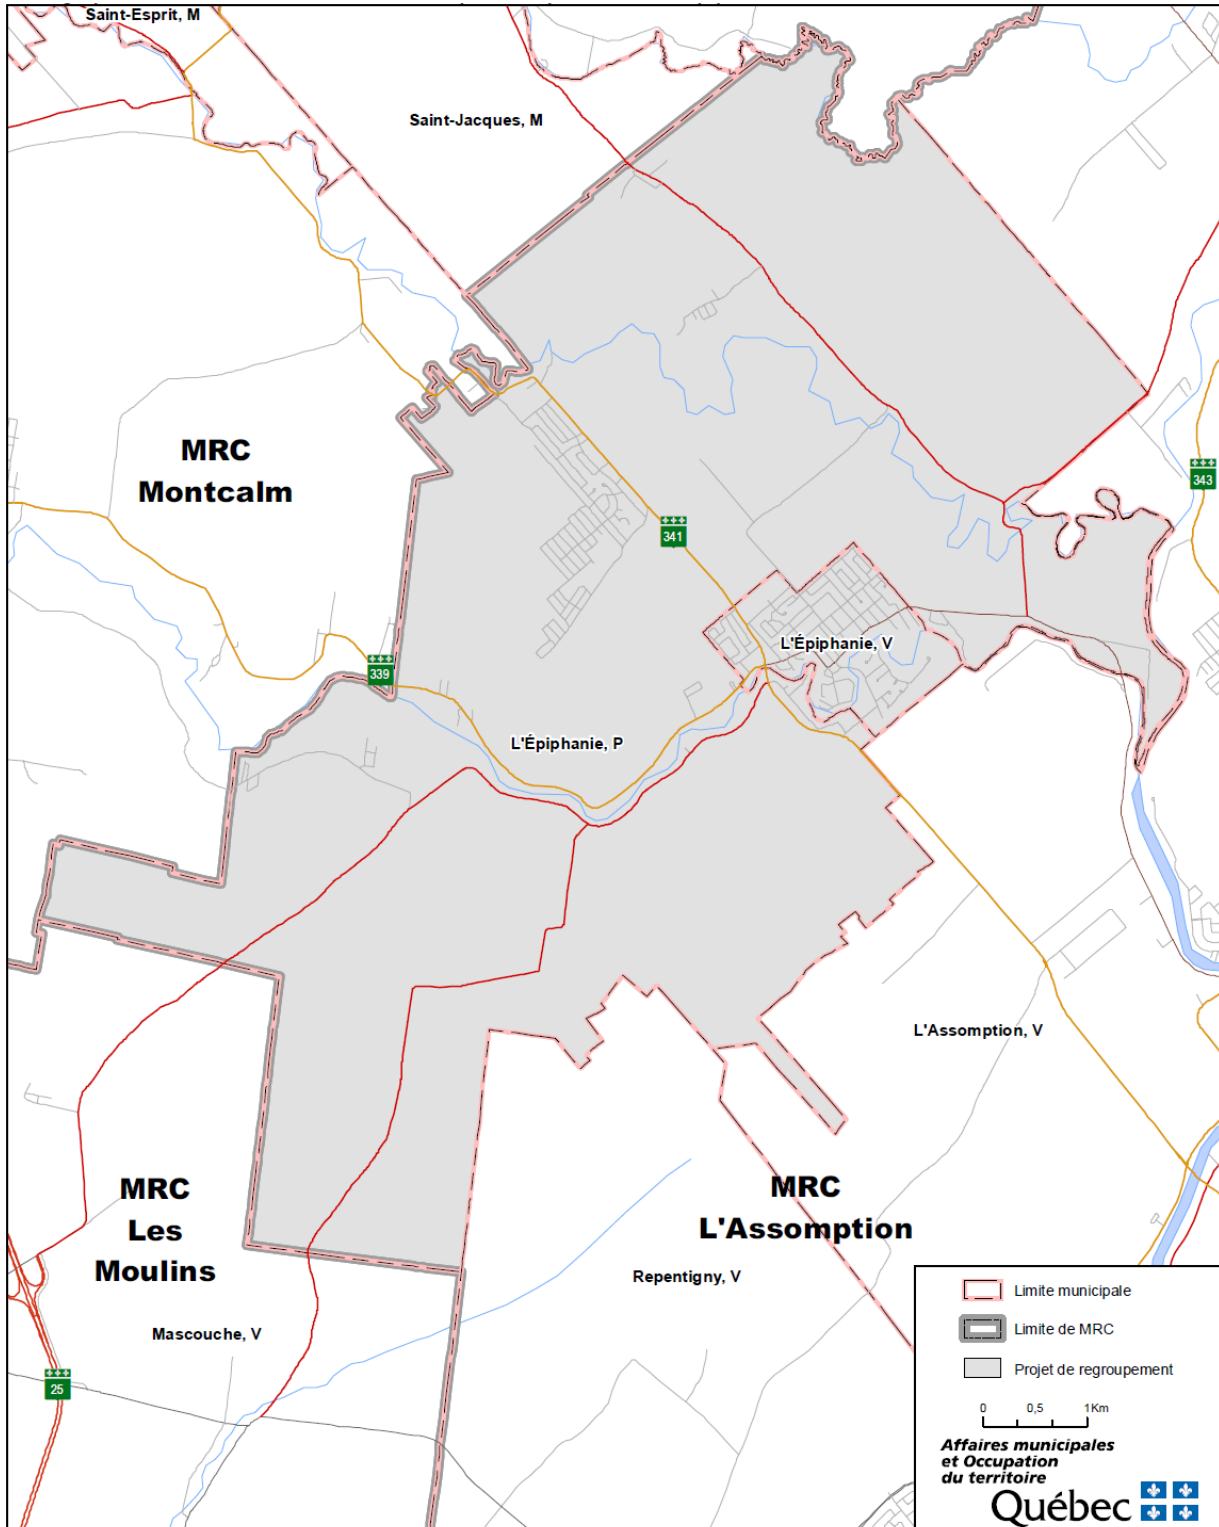 Saint-Esprit, M
Saint-Jacques, M
MRC
Montcalm
343
341
L'Épiphanie, V
339
L'Épiphanie, P
L'Assomption, V
MRC
Les
Moulins
MRC
L'Assomption
Repentigny, V
Mascouche, V
25
Limite municipale
Limite de MRC
Projet de regroupement
0 0,5 1Km
Affaires municipales
et Occupation
du territoire
Québec